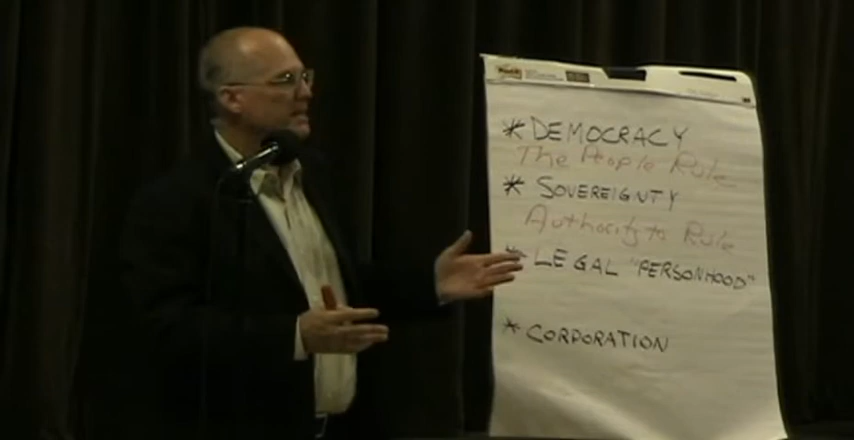 * DEMOCRACY
The People Rule
* SOVEREIGNTY
Authority to Rule
* LEGAL "PERSONHOOD"
* CORPORATION